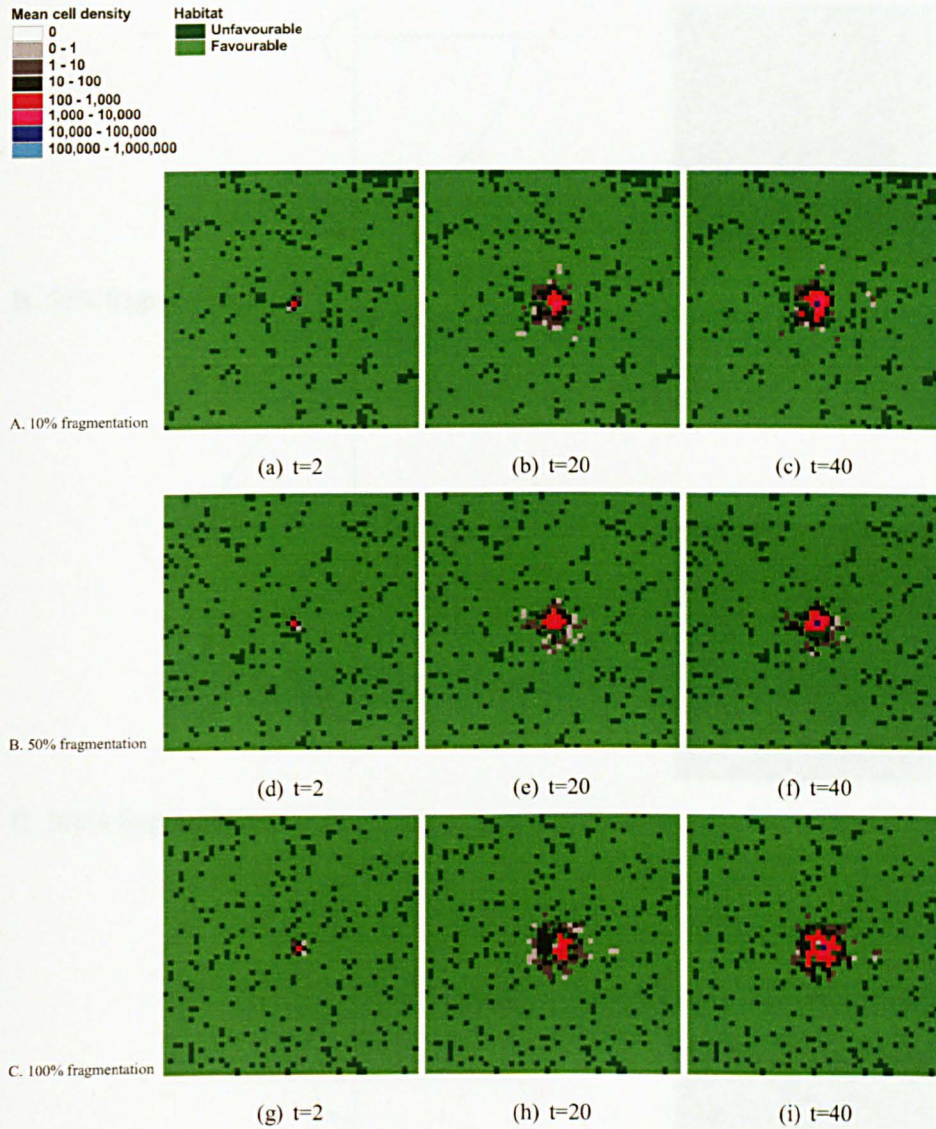 Mean cell density
0
0 - 1
1 - 10
10 - 100
100 - 1,000
1,000 - 10,000
10,000 - 100,000
100,000 - 1,000,000
Habitat
Unfavourable
Favourable
A. 10% fragmentation
(a) t=2
(b) t=20
(c) t=40
B. 50% fragmentation
(d) t=2
(e) t=20
(f) t=40
C. 100% fragmentation
(g) t=2
(h) t=20
(i) t=40